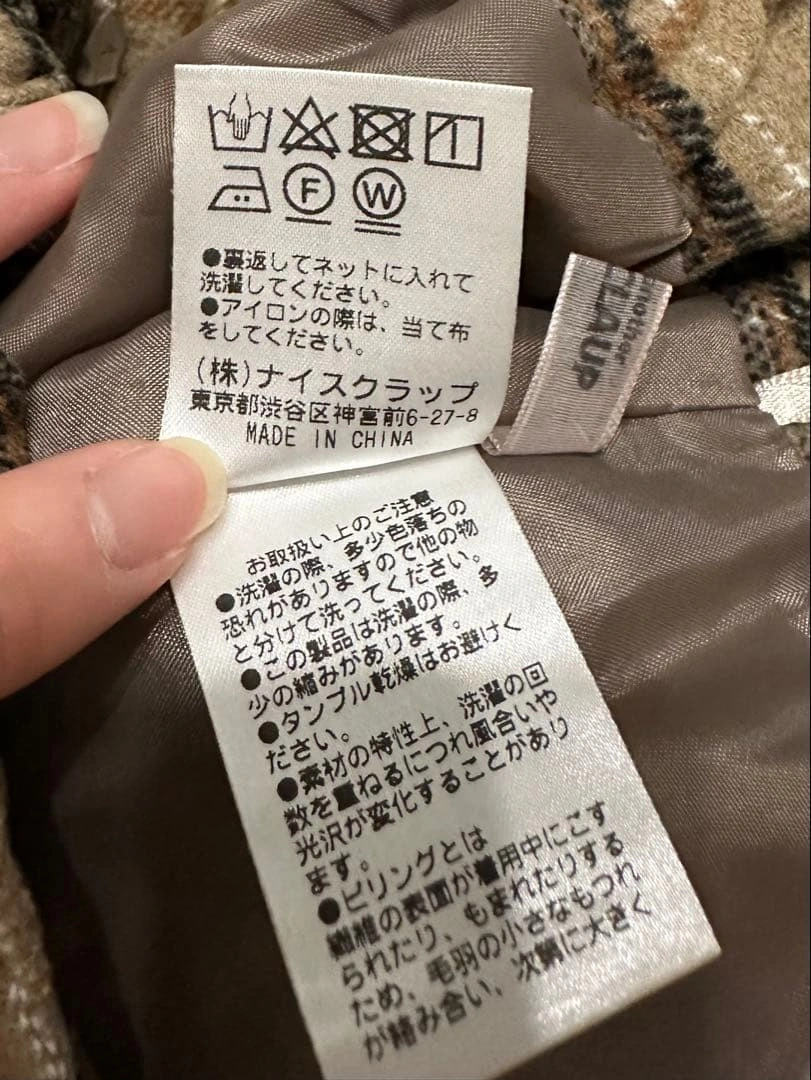 F W
●裏返してネットに入れて
洗濯してください。
●アイロンの際は、当て布
をしてください。
(株)ナイスクラップ
東京都渋谷区神宮前6-27-8
MADE IN CHINA
another
CLAUP
お取扱い上のご注意
●洗濯の際、多少色落ちの
恐れがありますので他の物
と分けて洗ってください。
●この製品は洗濯の際、多
少の縮みがあります。
●タンブル乾燥はお避けく
ださい。
●素材の特性上、洗濯の回
数を重ねるにつれ風合いや
光沢が変化することがあり
ます。
●ピリングとは
繊維の表面が着用中にこす
られたり、もまれたりする
ため、毛羽の小さなもつれ
が絡み合い、次第に大きく